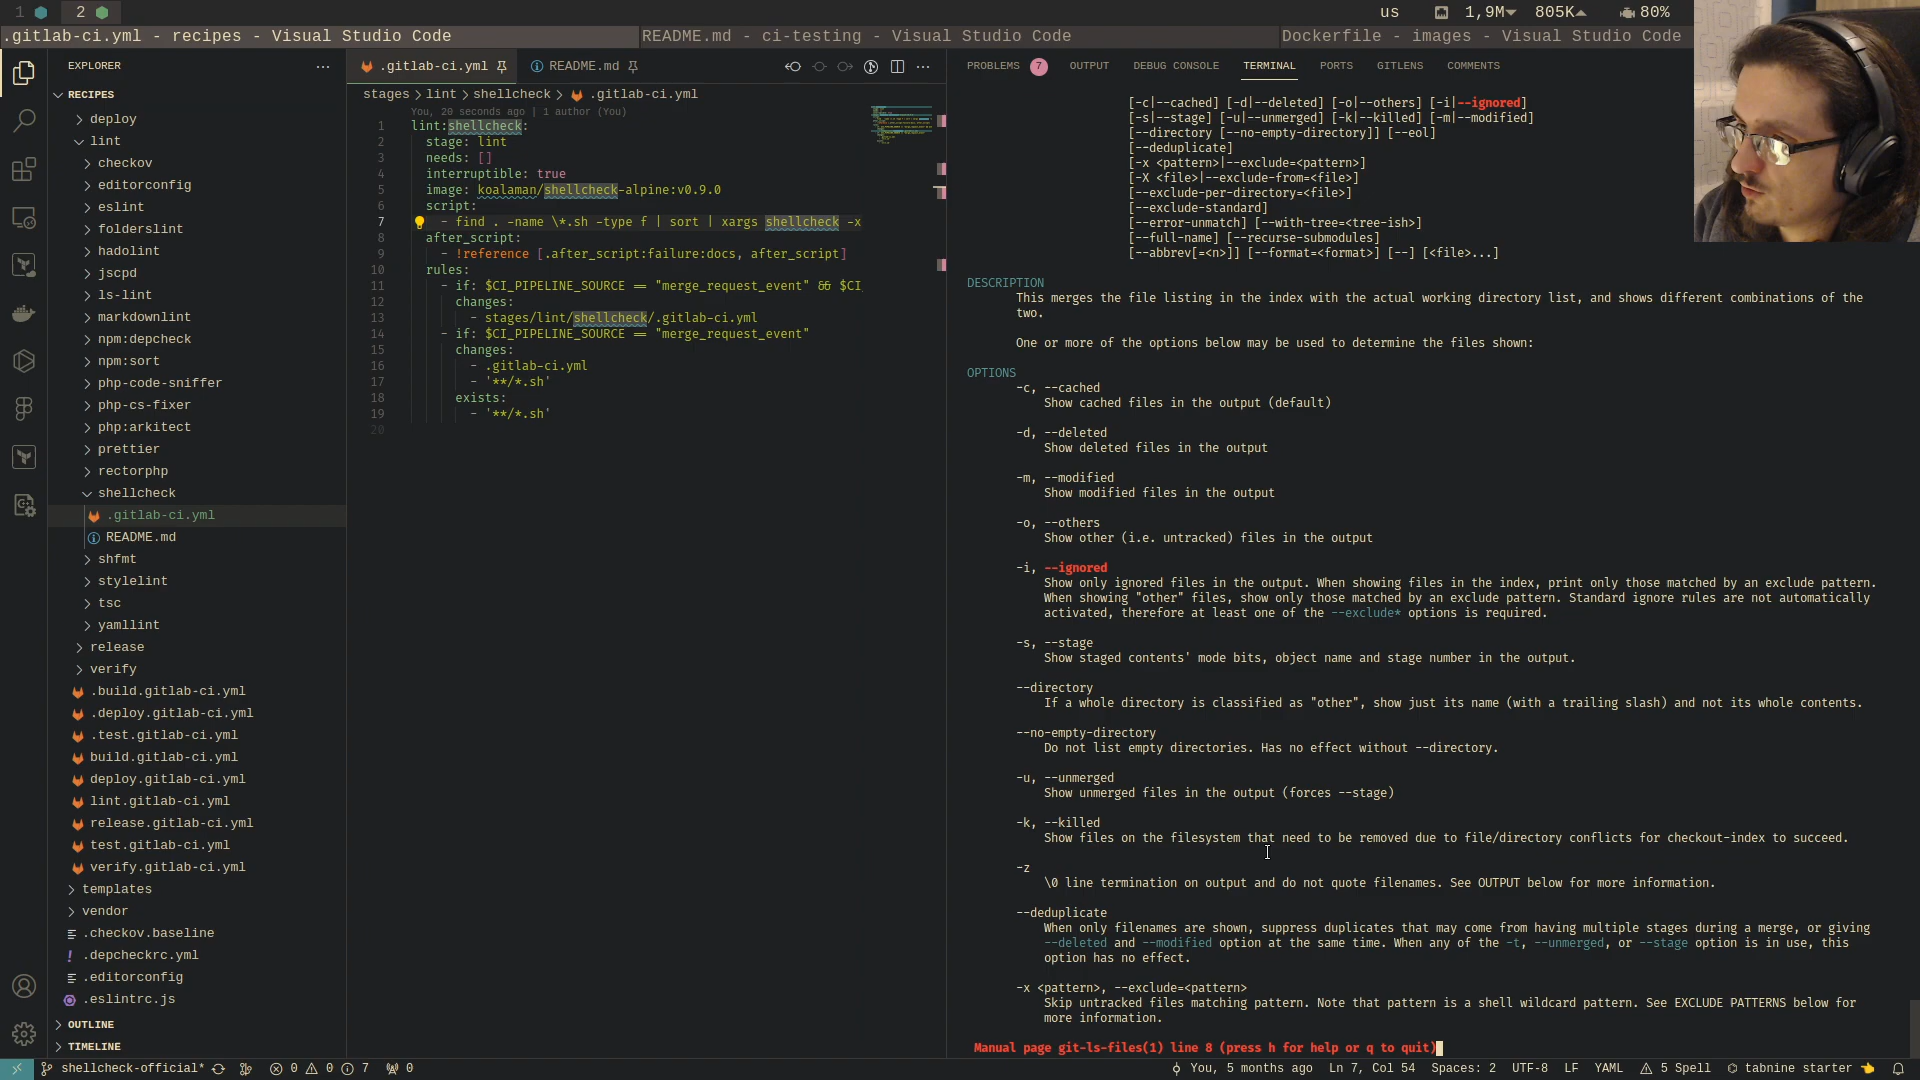 1 2 us 1,9M 805K 80%
.gitlab-ci.yml - recipes - Visual Studio Code
README.md - ci-testing - Visual Studio Code
Dockerfile - images - Visual Studio Code
EXPLORER
RECIPES
deploy
lint
checkov
editorconfig
eslint
folderslint
hadolint
jscpd
ls-lint
markdownlint
npm:depcheck
npm:sort
php-code-sniffer
php-cs-fixer
php:arkitect
prettier
rectorphp
shellcheck
.gitlab-ci.yml
README.md
shfmt
stylelint
tsc
yamllint
release
verify
.build.gitlab-ci.yml
.deploy.gitlab-ci.yml
.test.gitlab-ci.yml
build.gitlab-ci.yml
deploy.gitlab-ci.yml
lint.gitlab-ci.yml
release.gitlab-ci.yml
test.gitlab-ci.yml
verify.gitlab-ci.yml
templates
vendor
.checkov.baseline
.depcheckrc.yml
.editorconfig
.eslintrc.js
OUTLINE
TIMELINE
.gitlab-ci.yml README.md
stages > lint > shellcheck > .gitlab-ci.yml
You, 20 seconds ago | 1 author (You)
1 lint:shellcheck:
2 stage: lint
3 needs: []
4 interruptible: true
5 image: koalaman/shellcheck-alpine:v0.9.0
6 script:
7 - find . -name \*.sh -type f | sort | xargs shellcheck -x
8 after_script:
9 - !reference [.after_script:failure:docs, after_script]
10 rules:
11 - if: $CI_PIPELINE_SOURCE == "merge_request_event" && $CI
12 changes:
13 - stages/lint/shellcheck/.gitlab-ci.yml
14 - if: $CI_PIPELINE_SOURCE == "merge_request_event"
15 changes:
16 - .gitlab-ci.yml
17 - '**/*.sh'
18 exists:
19 - '**/*.sh'
20
PROBLEMS 7 OUTPUT DEBUG CONSOLE TERMINAL PORTS GITLENS COMMENTS
[-c|--cached] [-d|--deleted] [-o|--others] [-i|--ignored]
[-s|--stage] [-u|--unmerged] [-k|--killed] [-m|--modified]
[--directory [--no-empty-directory]] [--eol]
[--deduplicate]
[-x <pattern>|--exclude=<pattern>]
[-X <file>|--exclude-from=<file>]
[--exclude-per-directory=<file>]
[--exclude-standard]
[--error-unmatch] [--with-tree=<tree-ish>]
[--full-name] [--recurse-submodules]
[--abbrev[=<n>]] [--format=<format>] [--] [<file>...]
DESCRIPTION
This merges the file listing in the index with the actual working directory list, and shows different combinations of the
two.
One or more of the options below may be used to determine the files shown:
OPTIONS
-c, --cached
Show cached files in the output (default)
-d, --deleted
Show deleted files in the output
-m, --modified
Show modified files in the output
-o, --others
Show other (i.e. untracked) files in the output
-i, --ignored
Show only ignored files in the output. When showing files in the index, print only those matched by an exclude pattern.
When showing "other" files, show only those matched by an exclude pattern. Standard ignore rules are not automatically
activated, therefore at least one of the --exclude* options is required.
-s, --stage
Show staged contents' mode bits, object name and stage number in the output.
--directory
If a whole directory is classified as "other", show just its name (with a trailing slash) and not its whole contents.
--no-empty-directory
Do not list empty directories. Has no effect without --directory.
-u, --unmerged
Show unmerged files in the output (forces --stage)
-k, --killed
Show files on the filesystem that need to be removed due to file/directory conflicts for checkout-index to succeed.
-z
\0 line termination on output and do not quote filenames. See OUTPUT below for more information.
--deduplicate
When only filenames are shown, suppress duplicates that may come from having multiple stages during a merge, or giving
--deleted and --modified option at the same time. When any of the -t, --unmerged, or --stage option is in use, this
option has no effect.
-x <pattern>, --exclude=<pattern>
Skip untracked files matching pattern. Note that pattern is a shell wildcard pattern. See EXCLUDE PATTERNS below for
more information.
Manual page git-ls-files(1) line 8 (press h for help or q to quit)
shellcheck-official* 0 0 7 0
You, 5 months ago Ln 7, Col 54 Spaces: 2 UTF-8 LF YAML 5 Spell tabnine starter